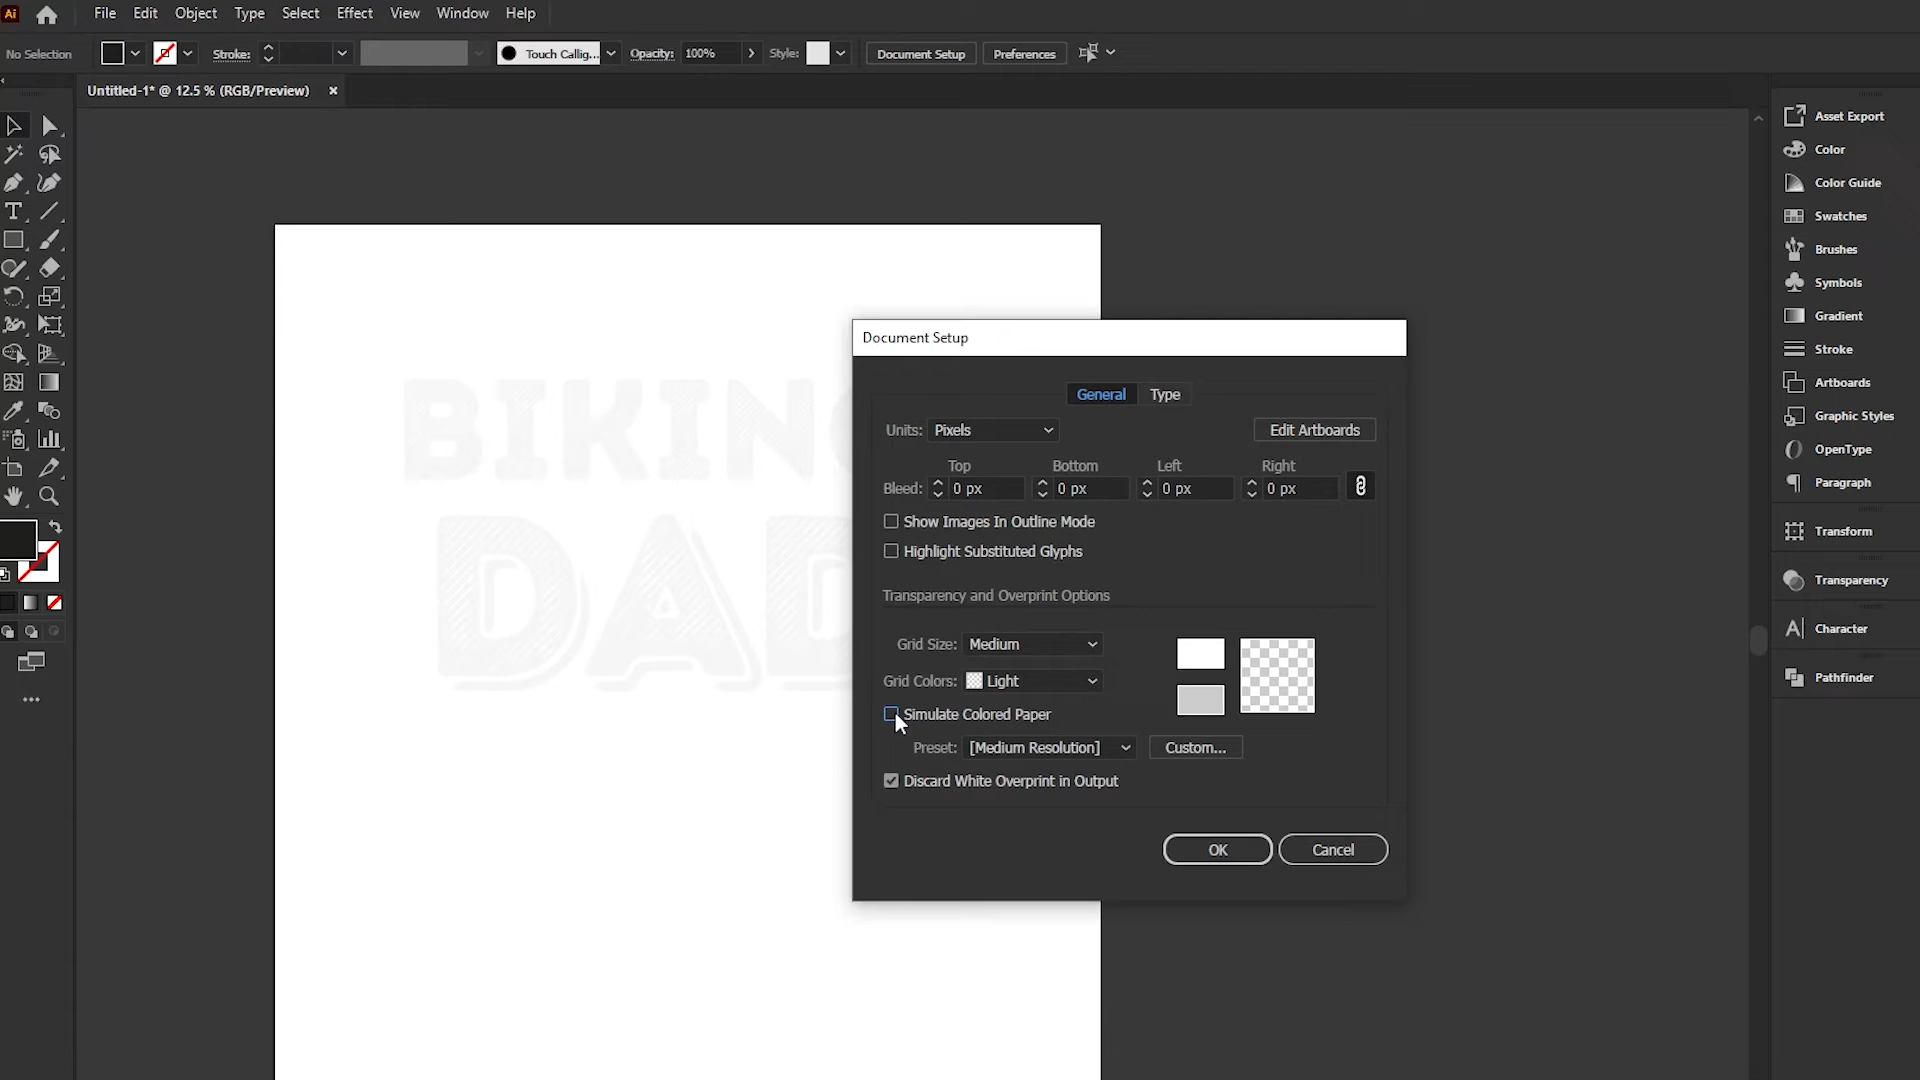 Ai File Edit Object Type Select Effect View Window Help
No Selection Stroke: Touch Callig... Opacity: 100% Style: Document Setup Preferences
Untitled-1* @ 12.5 % (RGB/Preview) ×
BIKING
DAD
Document Setup
General Type
Units: Pixels Edit Artboards
Top Bottom Left Right
Bleed: 0 px 0 px 0 px 0 px
Show Images In Outline Mode
Highlight Substituted Glyphs
Transparency and Overprint Options
Grid Size: Medium
Grid Colors: Light
Simulate Colored Paper
Preset: [Medium Resolution] Custom...
Discard White Overprint in Output
OK Cancel
Asset Export
Color
Color Guide
Swatches
Brushes
Symbols
Gradient
Stroke
Artboards
Graphic Styles
OpenType
Paragraph
Transform
Transparency
Character
Pathfinder